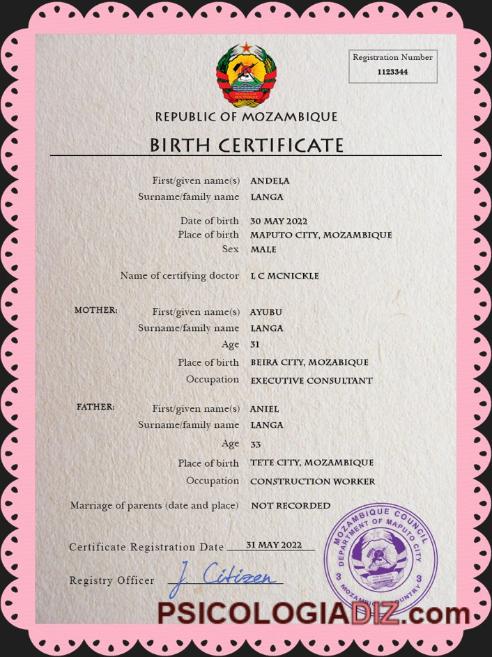 Registration Number
1123344
REPUBLIC OF MOZAMBIQUE
BIRTH CERTIFICATE
First/given name(s) ANDELA
Surname/family name LANGA
Date of birth 30 MAY 2022
Place of birth MAPUTO CITY, MOZAMBIQUE
Sex MALE
Name of certifying doctor L C MCNICKLE
MOTHER: First/given name(s) AYUBU
Surname/family name LANGA
Age 31
Place of birth BEIRA CITY, MOZABIQUE
Occupation EXECUTIVE CONSULTANT
FATHER: First/given name(s) ANIEL
Surname/family name LANGA
Age 33
Place of birth TETE CITY, MOZAMBIQUE
Occupation CONSTRUCTION WORKER
Marriage of parents (date and place) NOT RECORDED
MOZAMBIQUE COUNCIL
DEPARTMENT OF MAPUTO CITY
Certificate Registration Date 31 MAY 2022
Registry Officer J Citizen
PSICOLOGIADIZ.com